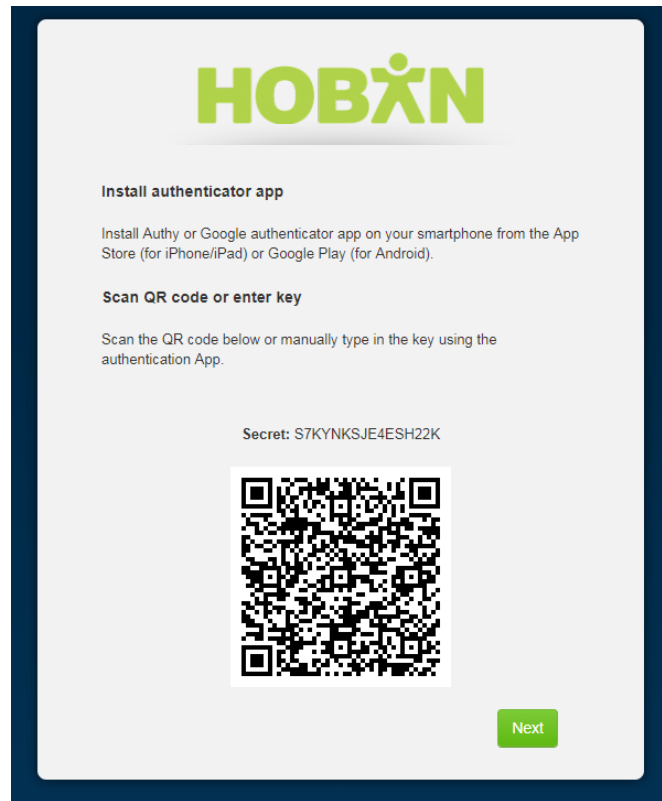 HOBAN
Install authenticator app
Install Authy or Google authenticator app on your smartphone from the App
Store (for iPhone/iPad) or Google Play (for Android).
Scan QR code or enter key
Scan the QR code below or manually type in the key using the
authentication App.
Secret: S7KYNKSJE4ESH22K
Next